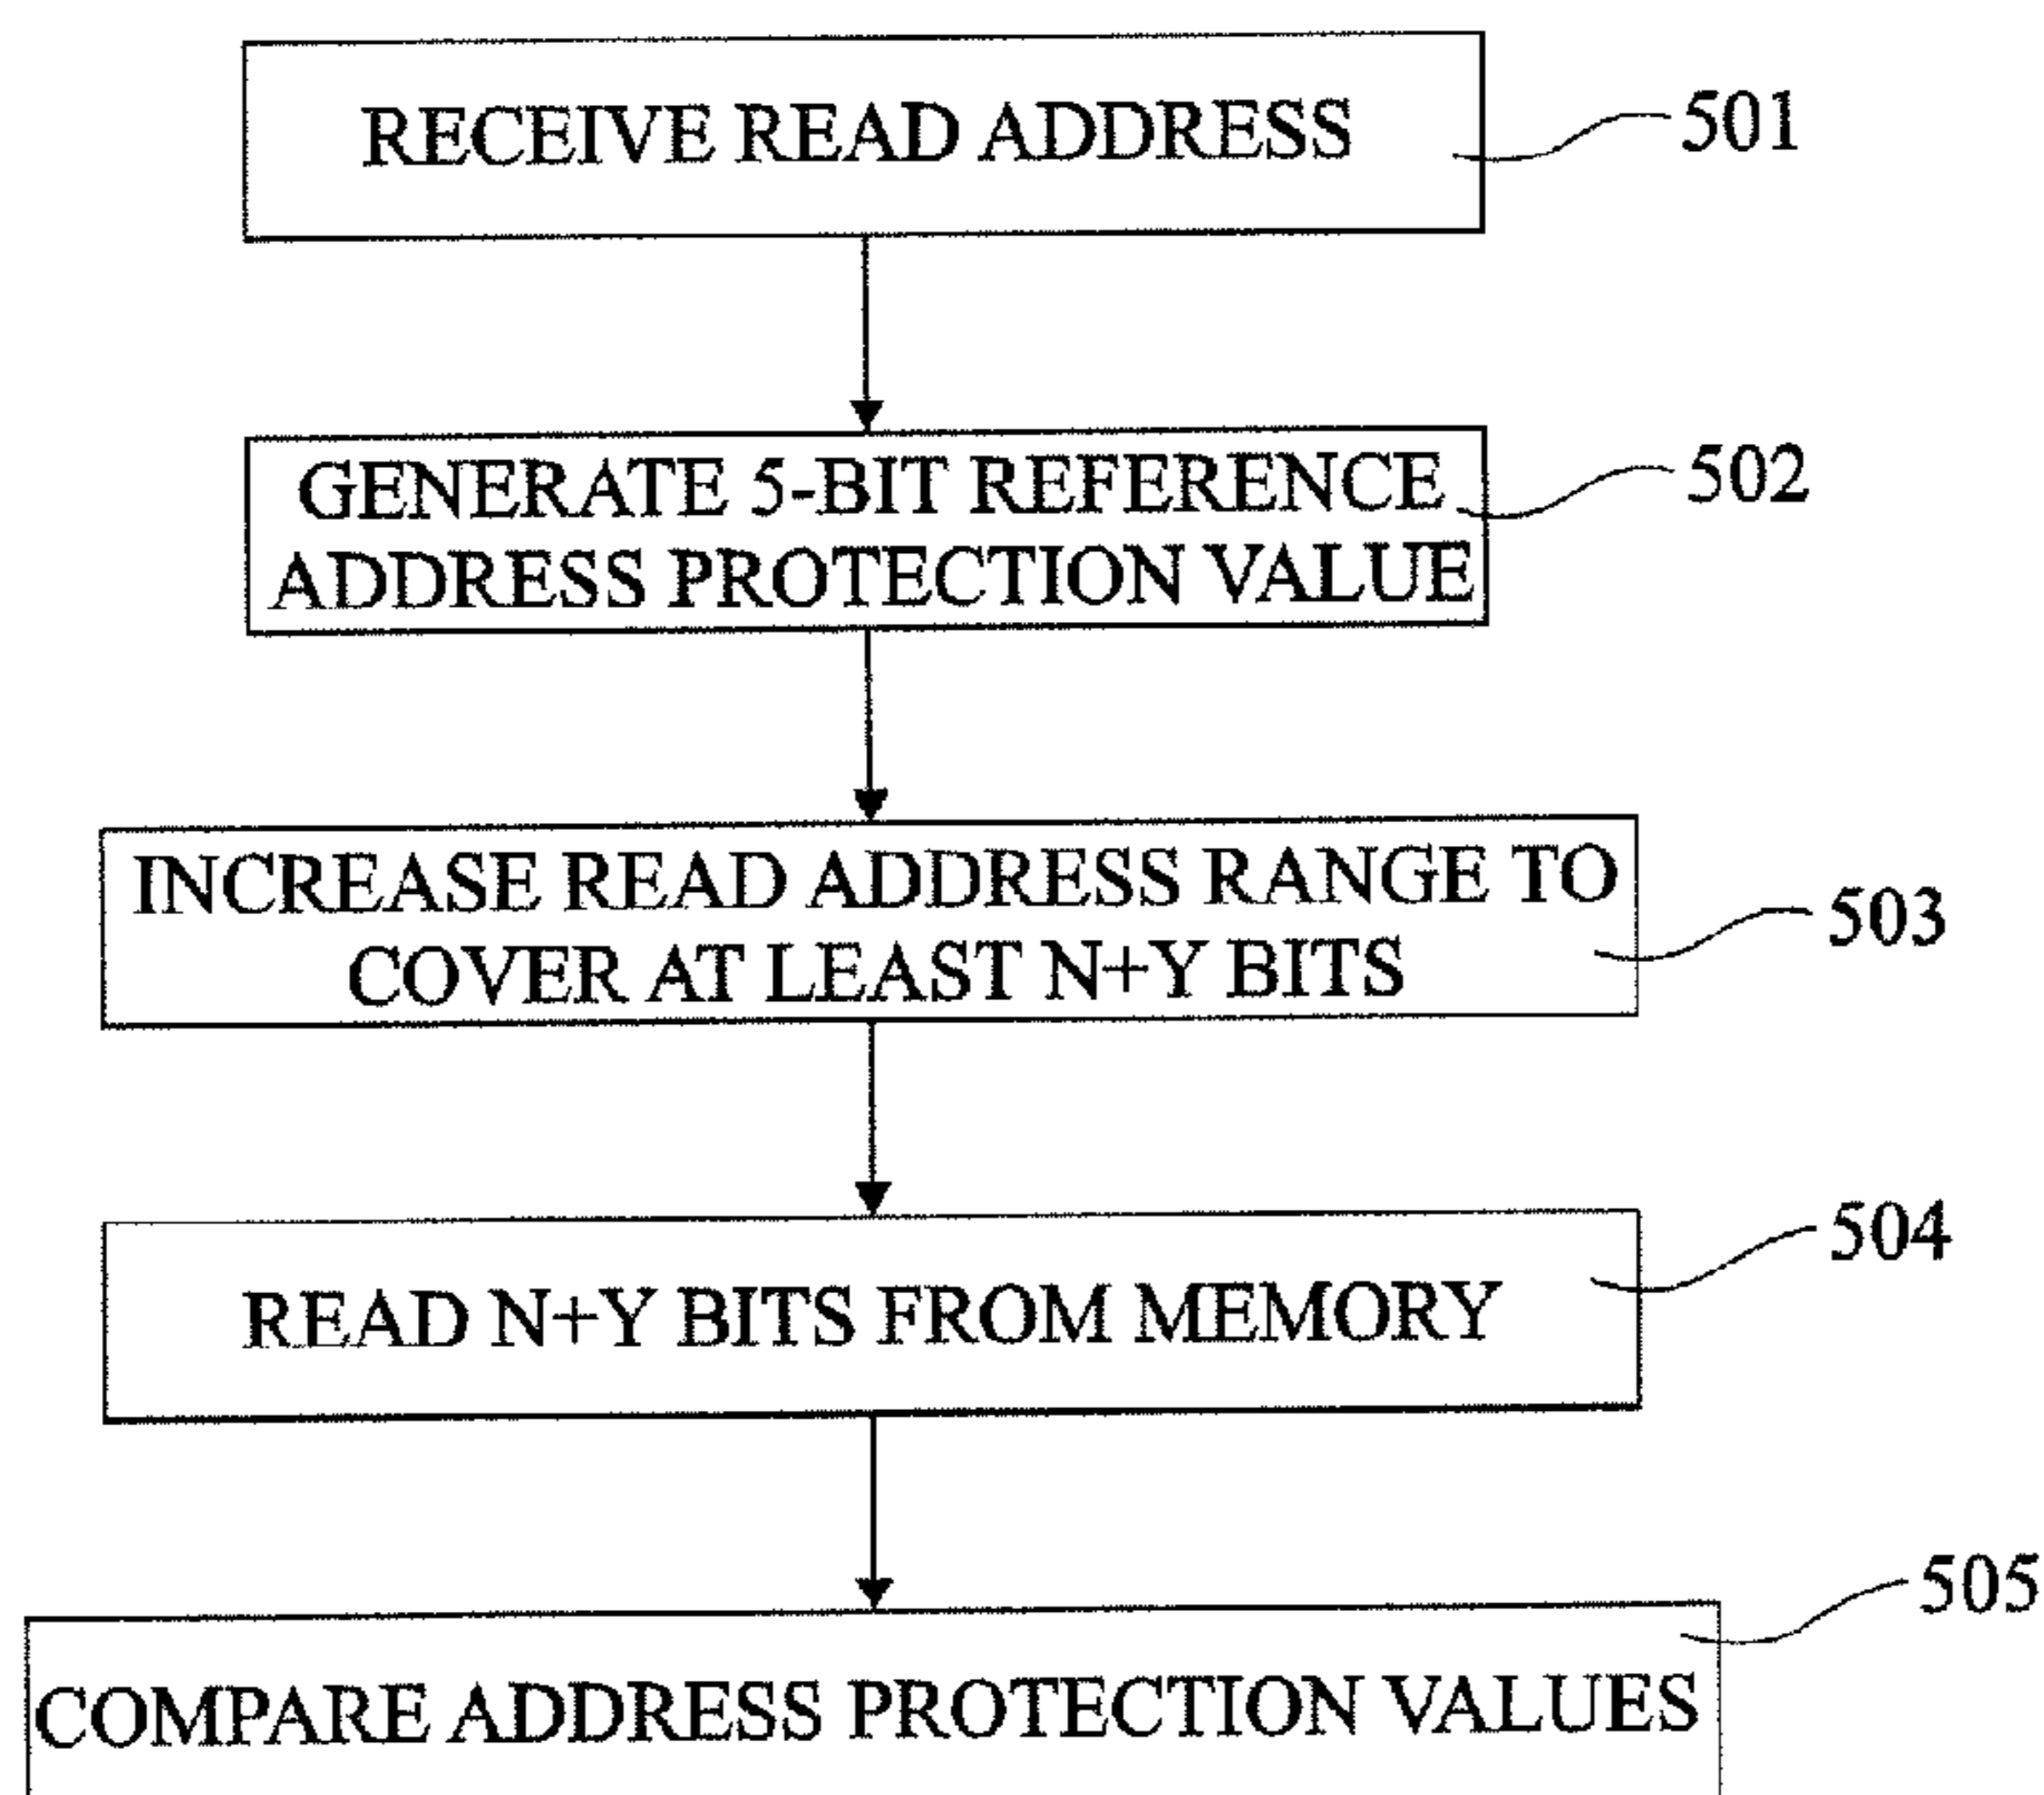 RECEIVE READ ADDRESS
501
GENERATE 5-BIT REFERENCE
ADDRESS PROTECTION VALUE
502
INCREASE READ ADDRESS RANGE TO
COVER AT LEAST N+Y BITS
503
READ N+Y BITS FROM MEMORY
504
COMPARE ADDRESS PROTECTION VALUES
505